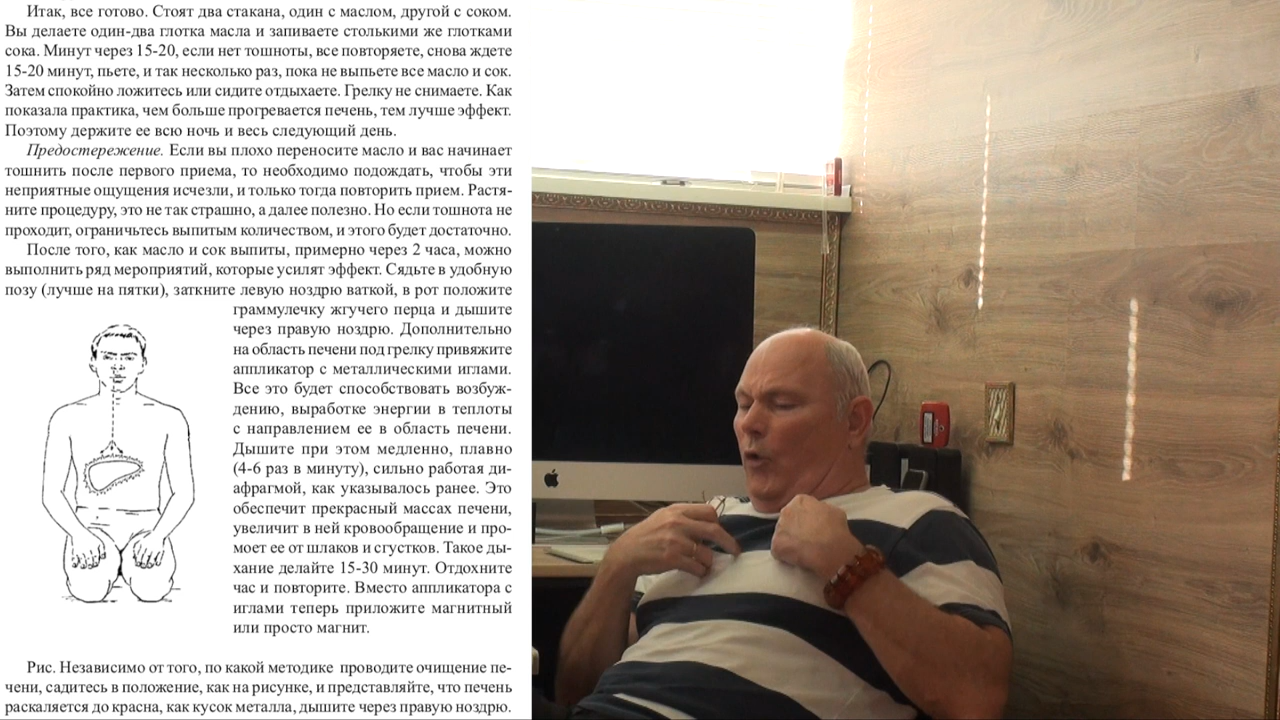 Итак, все готово. Стоят два стакана, один с маслом, другой с соком.
Вы делаете один-два глотка масла и запиваете столькими же глотками
сока. Минут через 15-20, если нет тошноты, все повторяете, снова ждете
15-20 минут, пьете, и так несколько раз, пока не выпьете все масло и сок.
Затем спокойно ложитесь или сидите отдыхаете. Грелку не снимаете. Как
показала практика, чем больше прогревается печень, тем лучше эффект.
Поэтому держите ее всю ночь и весь следующий день.
Предостережение. Если вы плохо переносите масло и вас начинает
тошнить после первого приема, то необходимо подождать, чтобы эти
неприятные ощущения исчезли, и только тогда повторить прием. Растя-
ните процедуру, это не так страшно, а далее полезно. Но если тошнота не
проходит, ограничьтесь выпитым количеством, и этого будет достаточно.
После того, как масло и сок выпиты, примерно через 2 часа, можно
выполнить ряд мероприятий, которые усилят эффект. Сядьте в удобную
позу (лучше на пятки), заткните левую ноздрю ваткой, в рот положите
граммулечку жгучего перца и дышите
через правую ноздрю. Дополнительно
на область печени под грелку привяжите
аппликатор с металлическими иглами.
Все это будет способствовать возбуж-
дению, выработке энергии в теплоты
с направлением ее в область печени.
Дышите при этом медленно, плавно
(4-6 раз в минуту), сильно работая ди-
афрагмой, как указывалось ранее. Это
обеспечит прекрасный массах печени,
увеличит в ней кровообращение и про-
моет ее от шлаков и сгустков. Такое ды-
хание делайте 15-30 минут. Отдохните
час и повторите. Вместо аппликатора с
иглами теперь приложите магнитный
или просто магнит.
Рис. Независимо от того, по какой методике проводите очищение пе-
чени, садитесь в положение, как на рисунке, и представляйте, что печень
раскаляется до красна, как кусок металла, дышите через правую ноздрю.